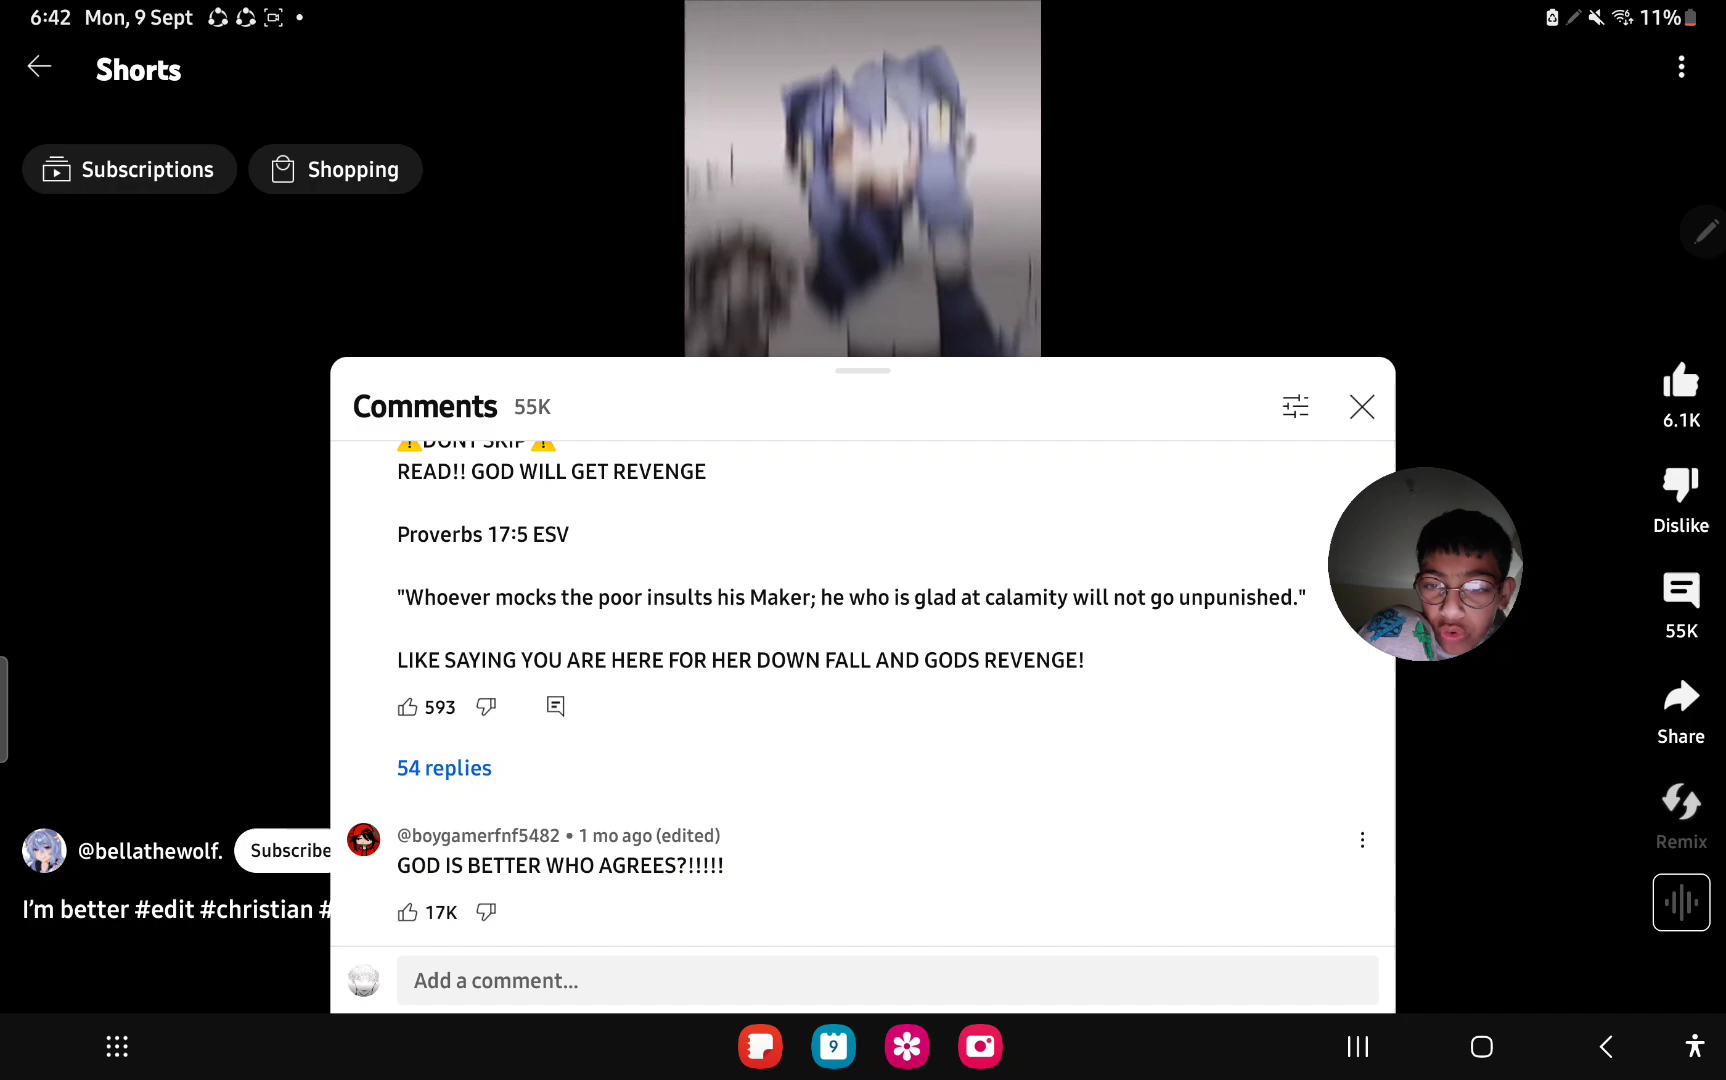 6:42 Mon, 9 Sept
11%
Shorts
Subscriptions
Shopping
Comments 55K
⚠️DONT SKIP⚠️
READ!! GOD WILL GET REVENGE
Proverbs 17:5 ESV
"Whoever mocks the poor insults his Maker; he who is glad at calamity will not go unpunished."
LIKE SAYING YOU ARE HERE FOR HER DOWN FALL AND GODS REVENGE!
593
54 replies
@boygamerfnf5482 • 1 mo ago (edited)
GOD IS BETTER WHO AGREES?!!!!!
17K
Add a comment...
6.1K
Dislike
55K
Share
Remix
@bellathewolf.
Subscribe
I'm better #edit #christian #
9